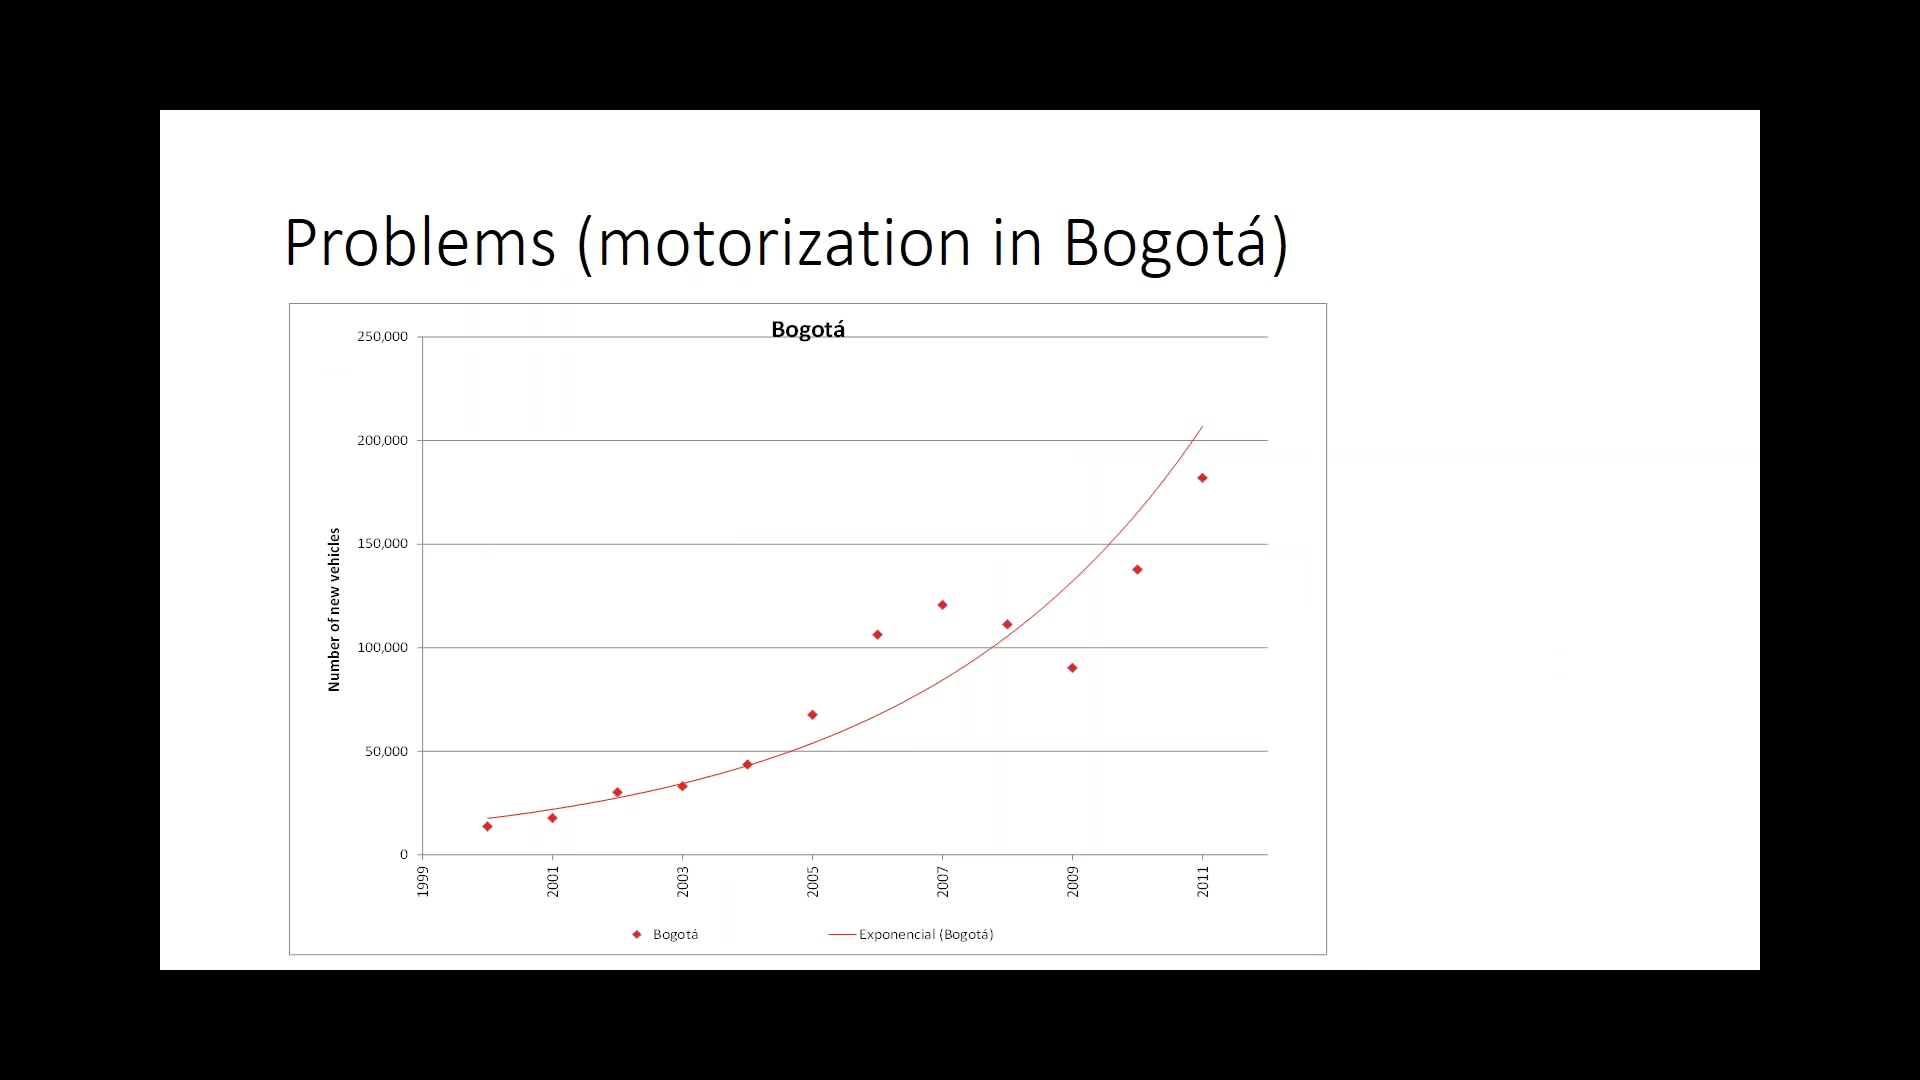 Problems (motorization in Bogotá)
Bogotá
Number of new vehicles
250,000
200,000
150,000
100,000
50,000
0
1999
2001
2003
2005
2007
2009
2011
Bogotá
Exponencial (Bogotá)